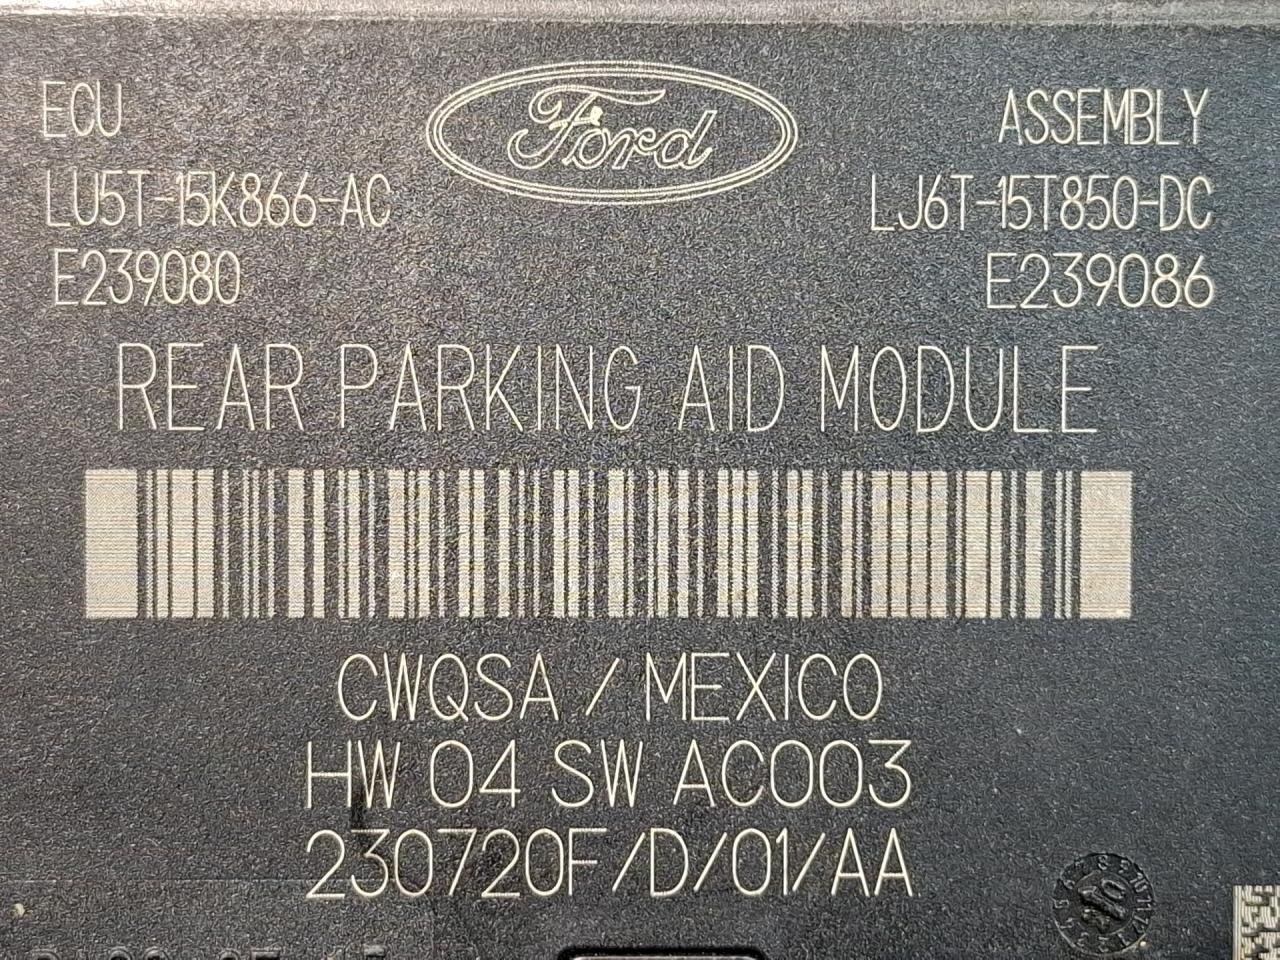 ECU
LU5T-15K866-AC
E239080
Ford
ASSEMBLY
LJ6T-15T850-DC
E239086
REAR PARKING AID MODULE
CWQSA / MEXICO
HW 04 SW AC003
230720F/D/01/AA